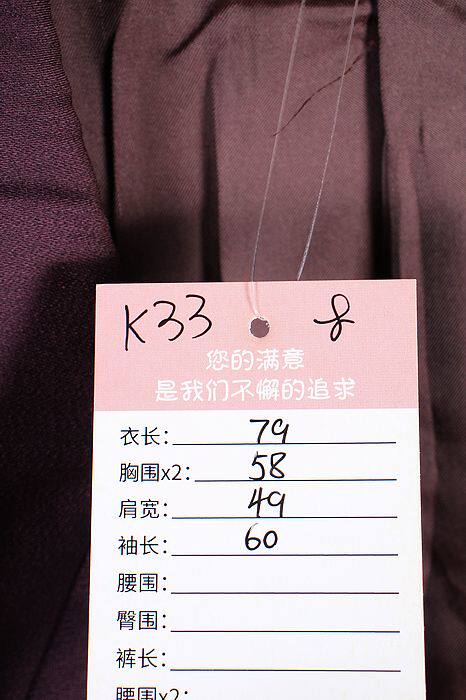 K33
您的满意
是我们不懈的追求
衣长: 79
胸围x2: 58
肩宽: 49
袖长: 60
腰围:
臀围:
裤长:
腰围x2: